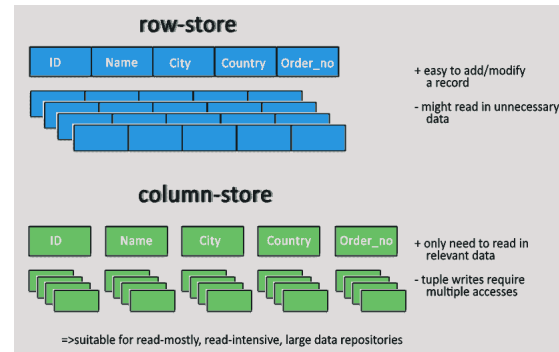 row-store
ID Name City Country Order_no
+ easy to add/modify
a record
- might read in unnecessary
data
column-store
ID Name City Country Order_no
+ only need to read in
relevant data
- tuple writes require
multiple accesses
=>suitable for read-mostly, read-intensive, large data repositories